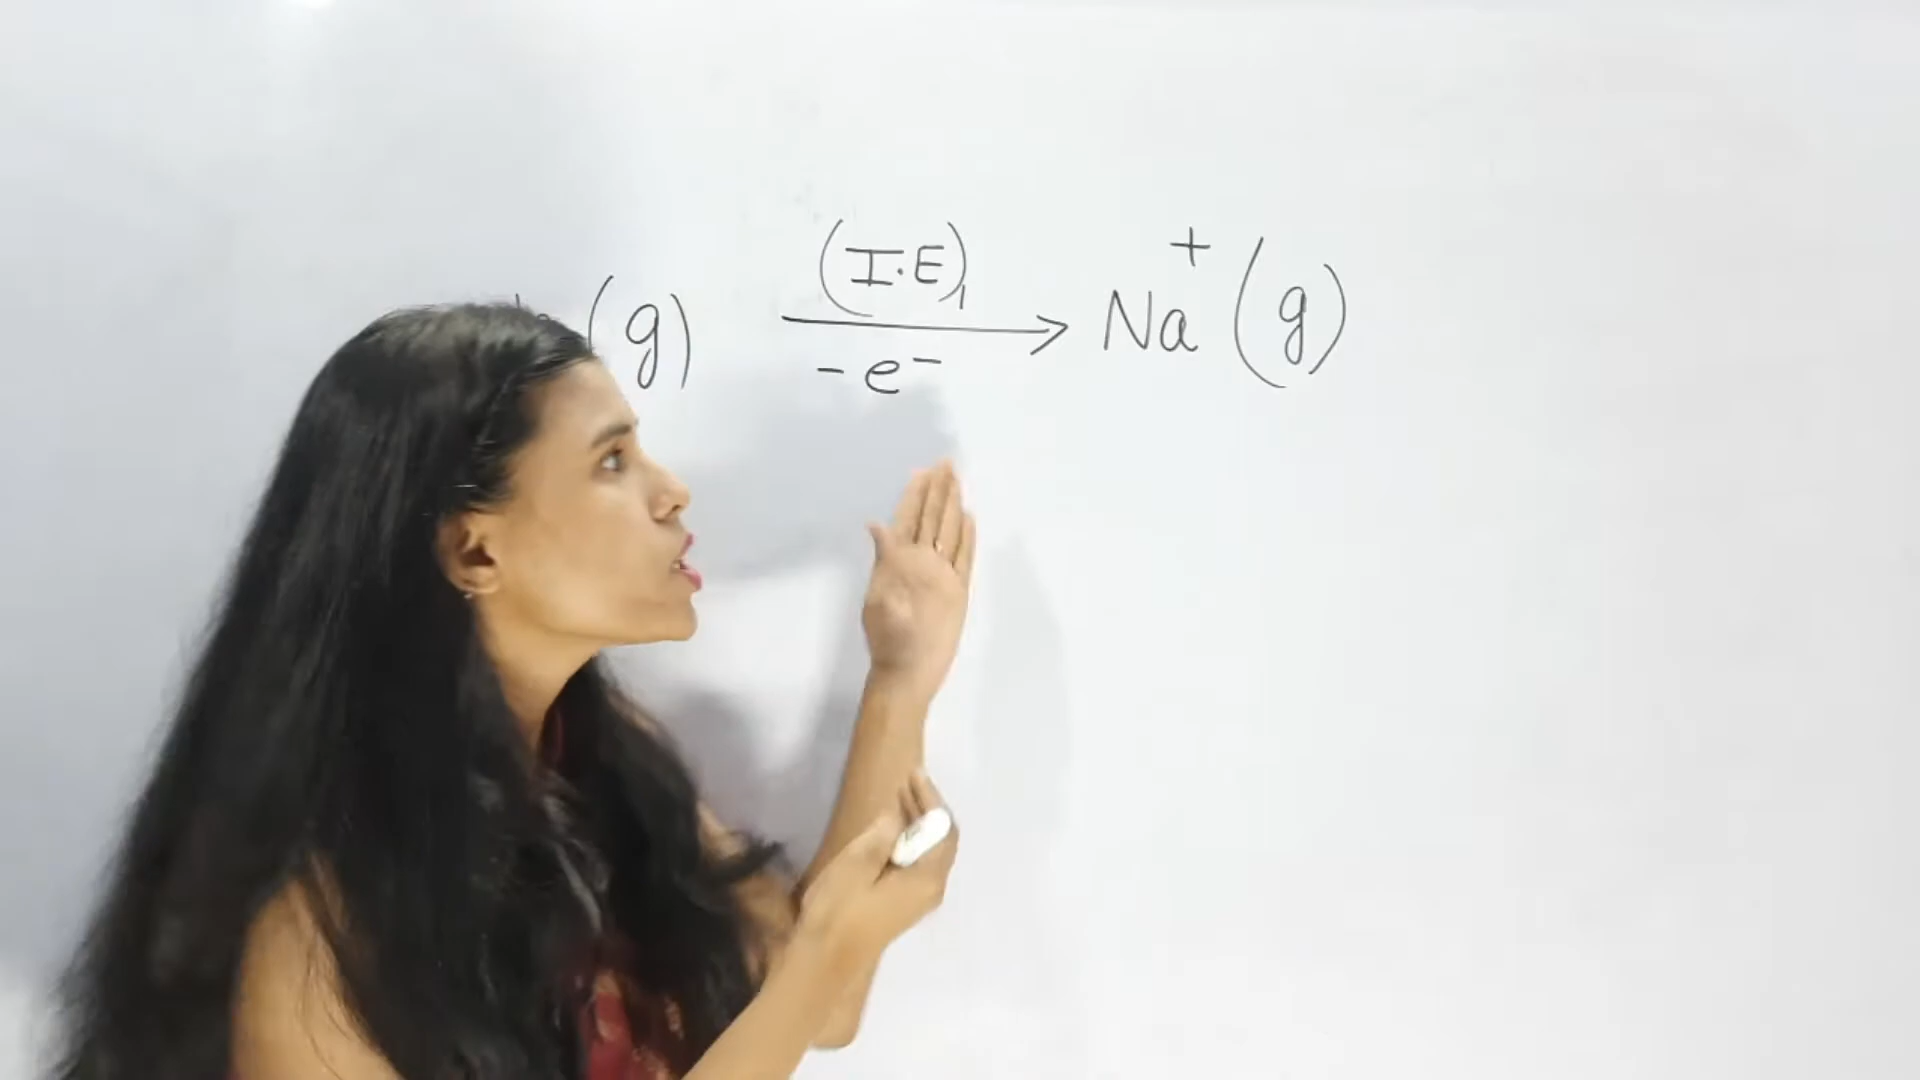 (g) (I.E)₁ Na⁺ (g)
-e⁻